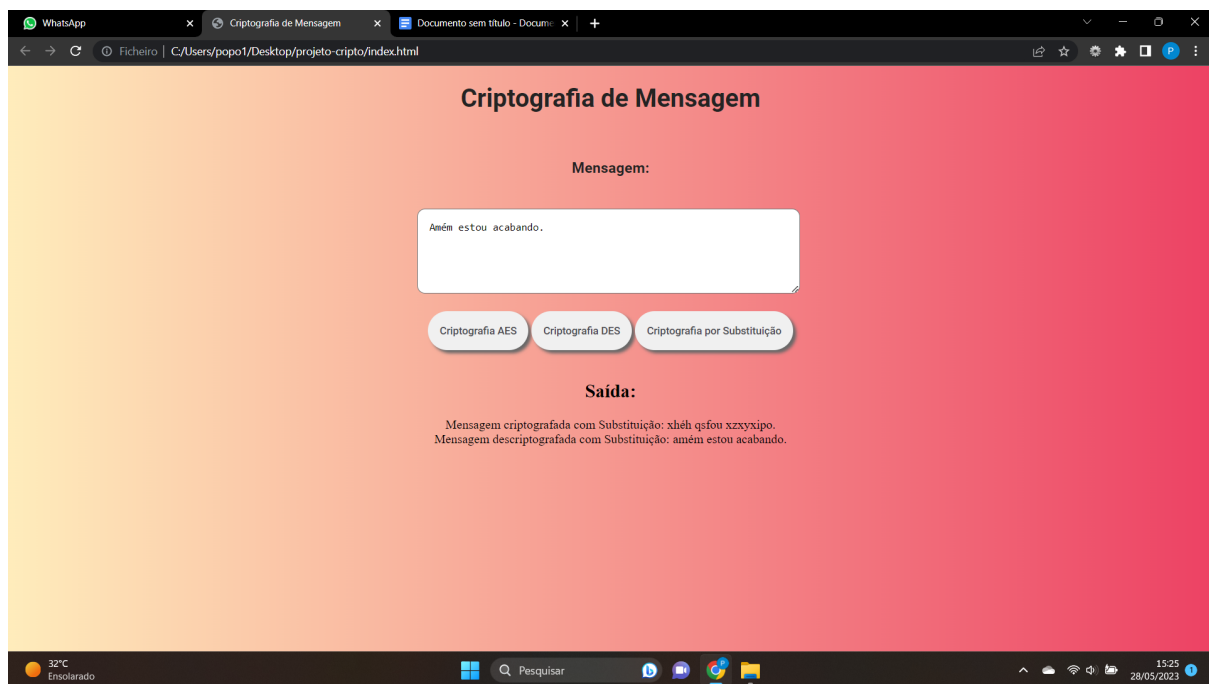 WhatsApp
Criptografia de Mensagem
Documento sem título - Docume
Ficheiro | C:/Users/popo1/Desktop/projeto-cripto/index.html
P
Criptografia de Mensagem
Mensagem:
Amém estou acabando.
Criptografia AES
Criptografia DES
Criptografia por Substituição
Saída:
Mensagem criptografada com Substituição: xhéh qsfou xzxyxipo.
Mensagem descriptografada com Substituição: amém estou acabando.
32°C
Ensolarado
Pesquisar
15:25
28/05/2023
1